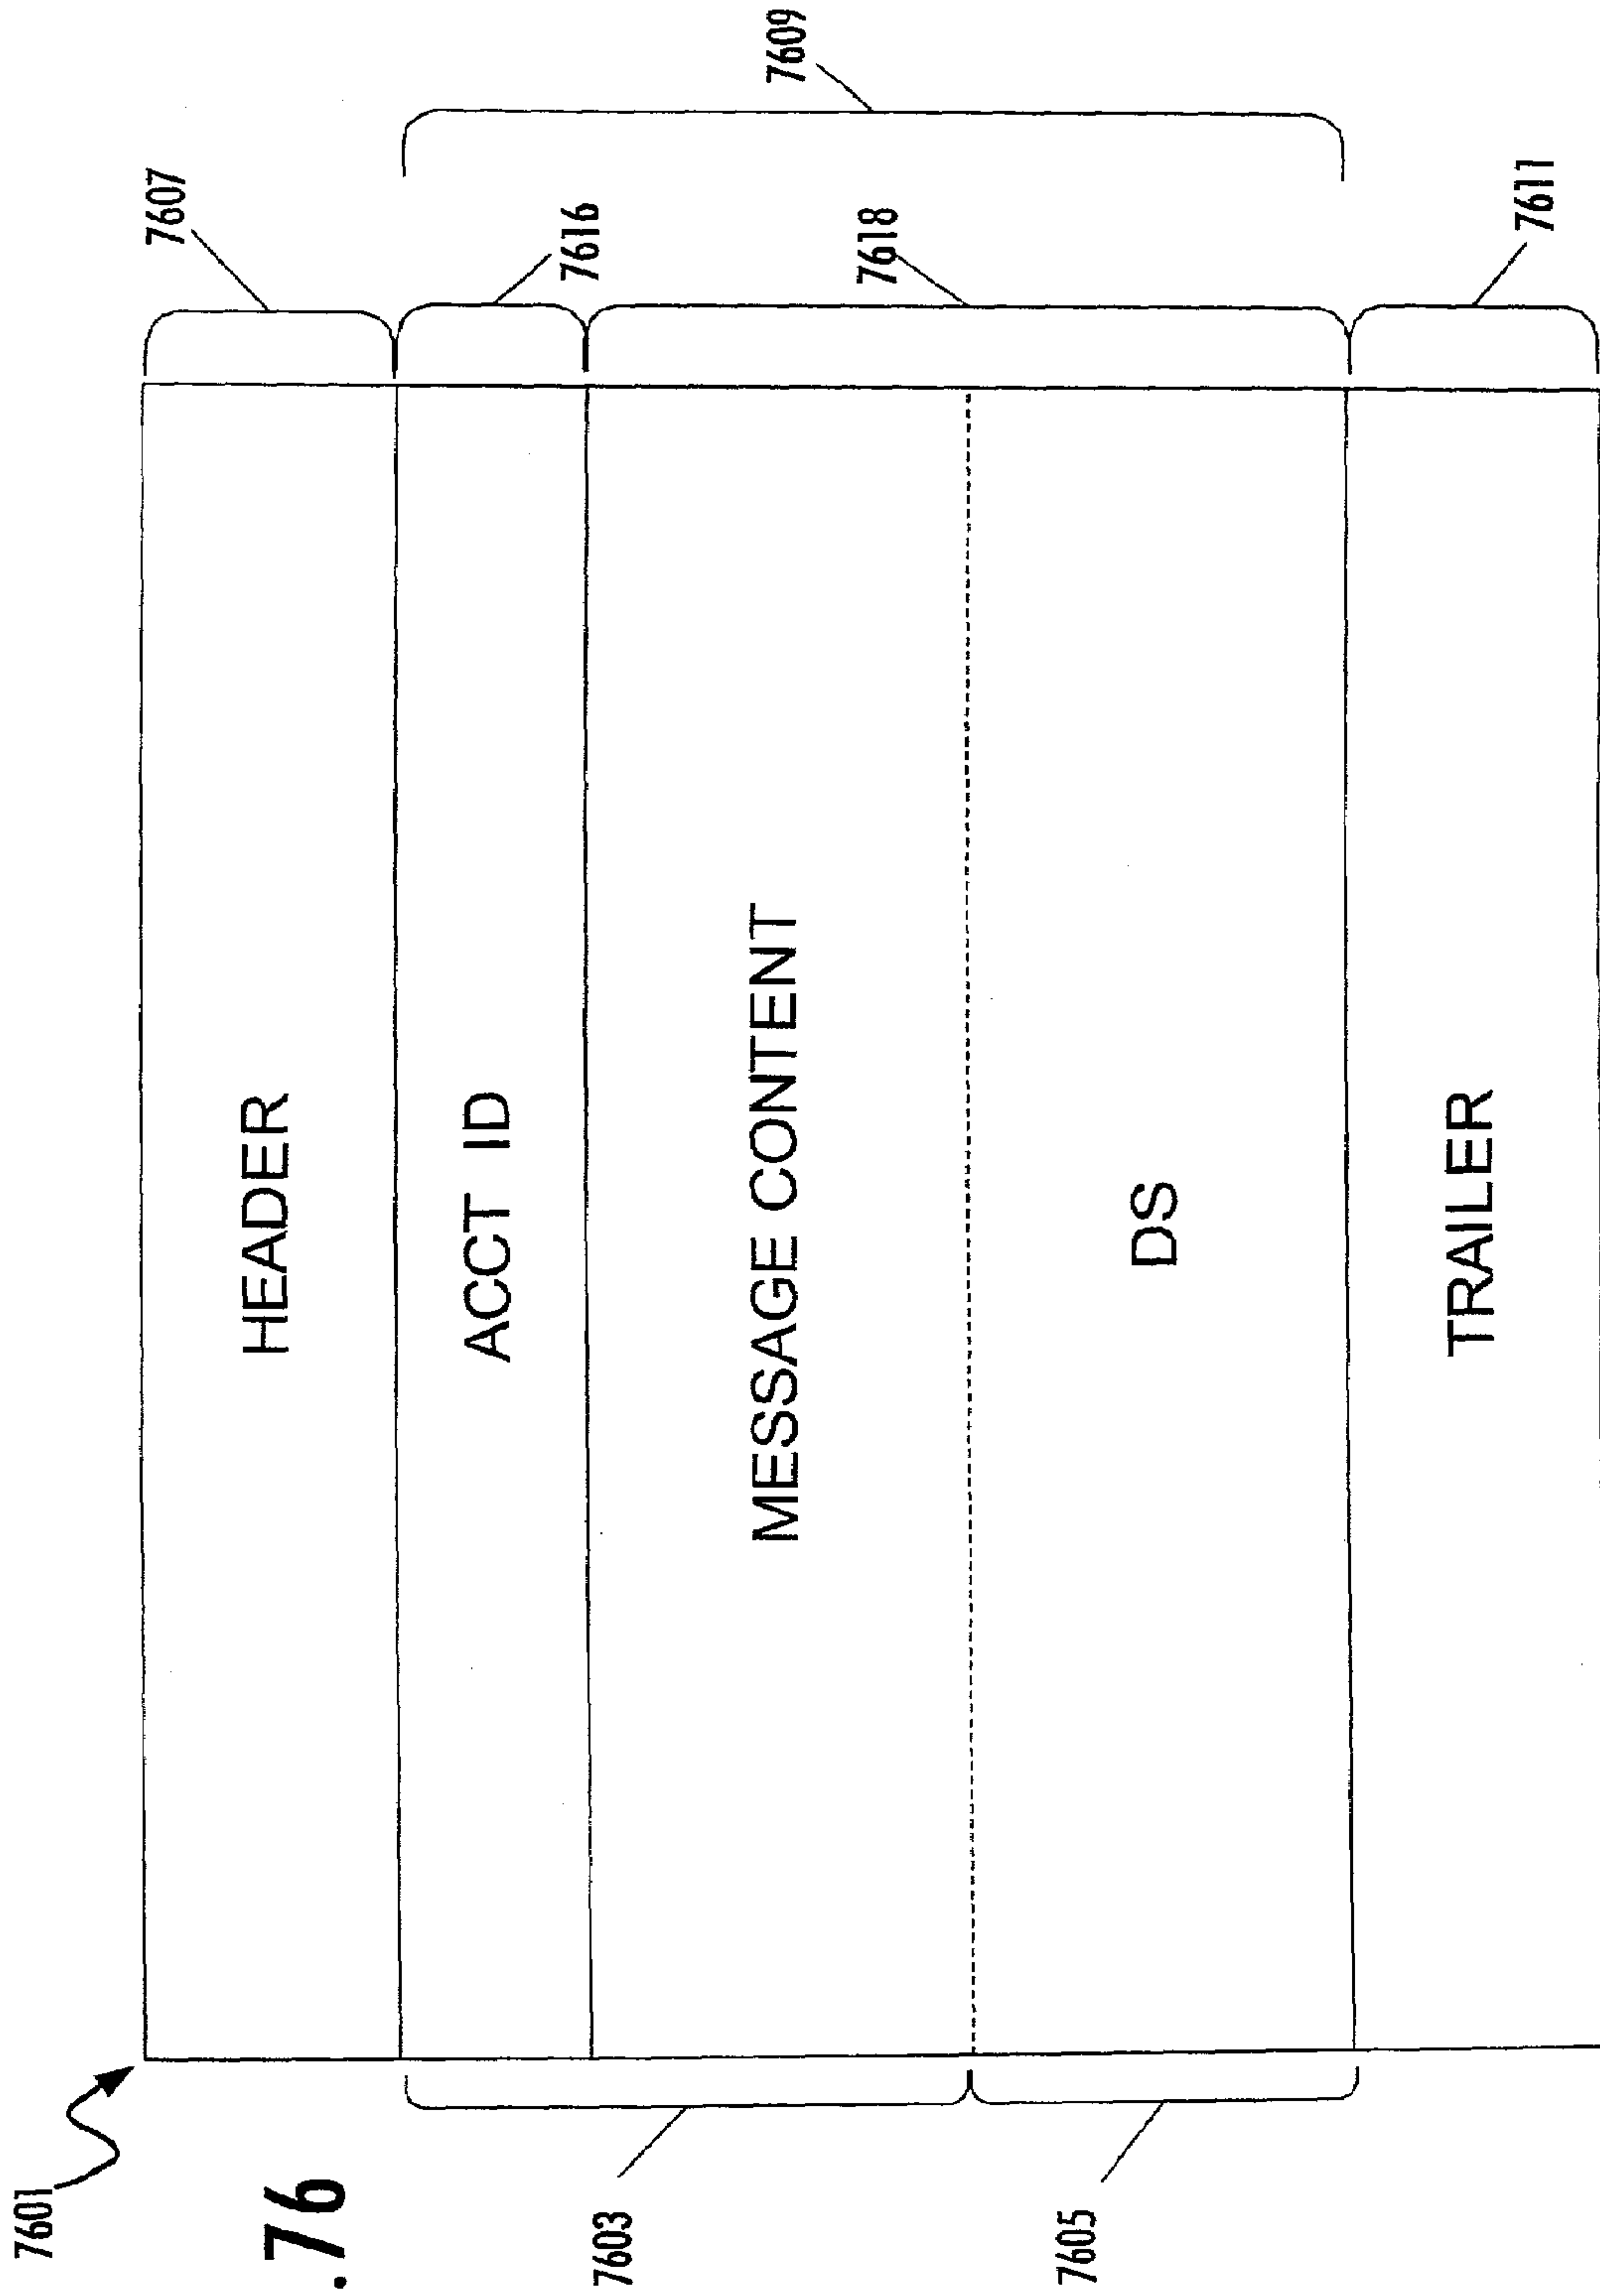 7601
.76
7607
HEADER
7616
ACCT ID
7609
7603
MESSAGE CONTENT
7618
7605
DS
7611
TRAILER